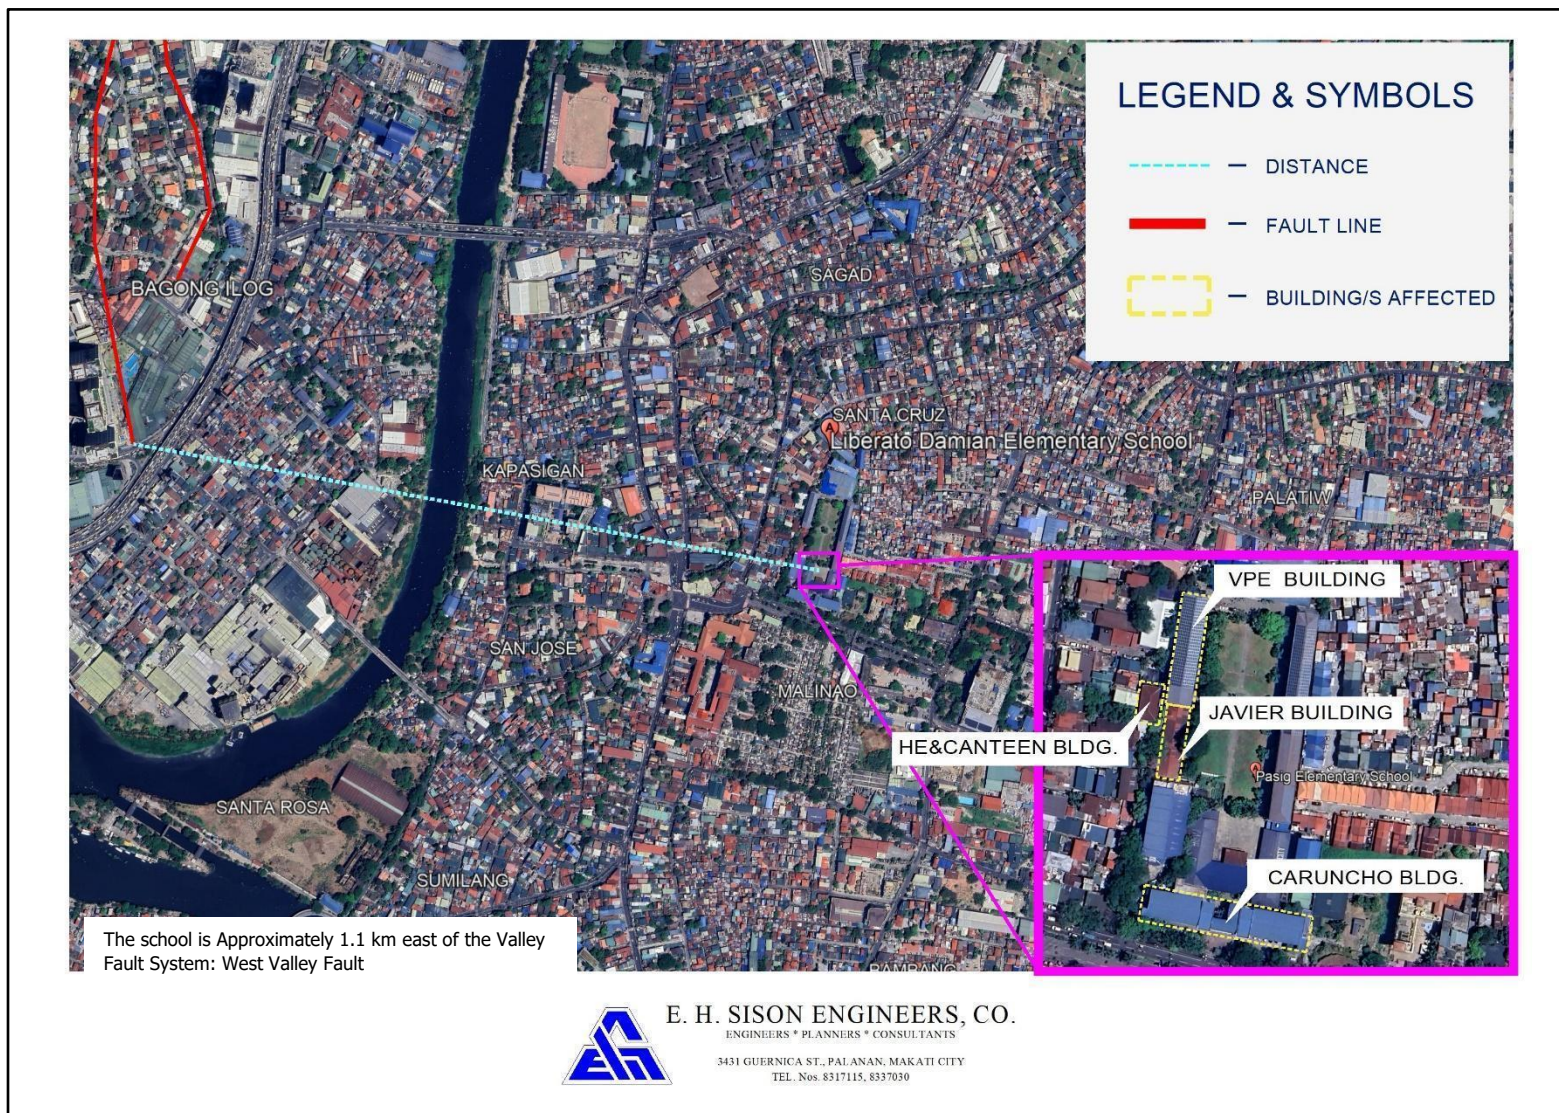 LEGEND & SYMBOLS
— DISTANCE
— FAULT LINE
— BUILDING/S AFFECTED
BAGONG ILOG
SAGAD
SANTA CRUZ
A
Liberato Damian Elementary School
KAPASIGAN
PALATIW
SAN JOSE
MALINAO
SANTA ROSA
SUMILANG
PAMPANG
VPE BUILDING
JAVIER BUILDING
HE&CANTEEN BLDG.
Pasig Elementary School
CARUNCHO BLDG.
The school is Approximately 1.1 km east of the Valley
Fault System: West Valley Fault
E. H. SISON ENGINEERS, CO.
ENGINEERS * PLANNERS * CONSULTANTS
3431 GUERNICA ST., PALANAN, MAKATI CITY
TEL. Nos. 8317115, 8337030